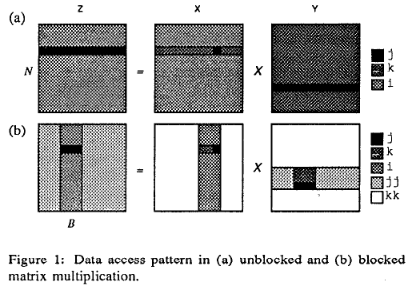 Z X Y
(a)
N = X
j
k
i
(b)
= X
j
k
i
jj
kk
B
Figure 1: Data access pattern in (a) unblocked and (b) blocked
matrix multiplication.